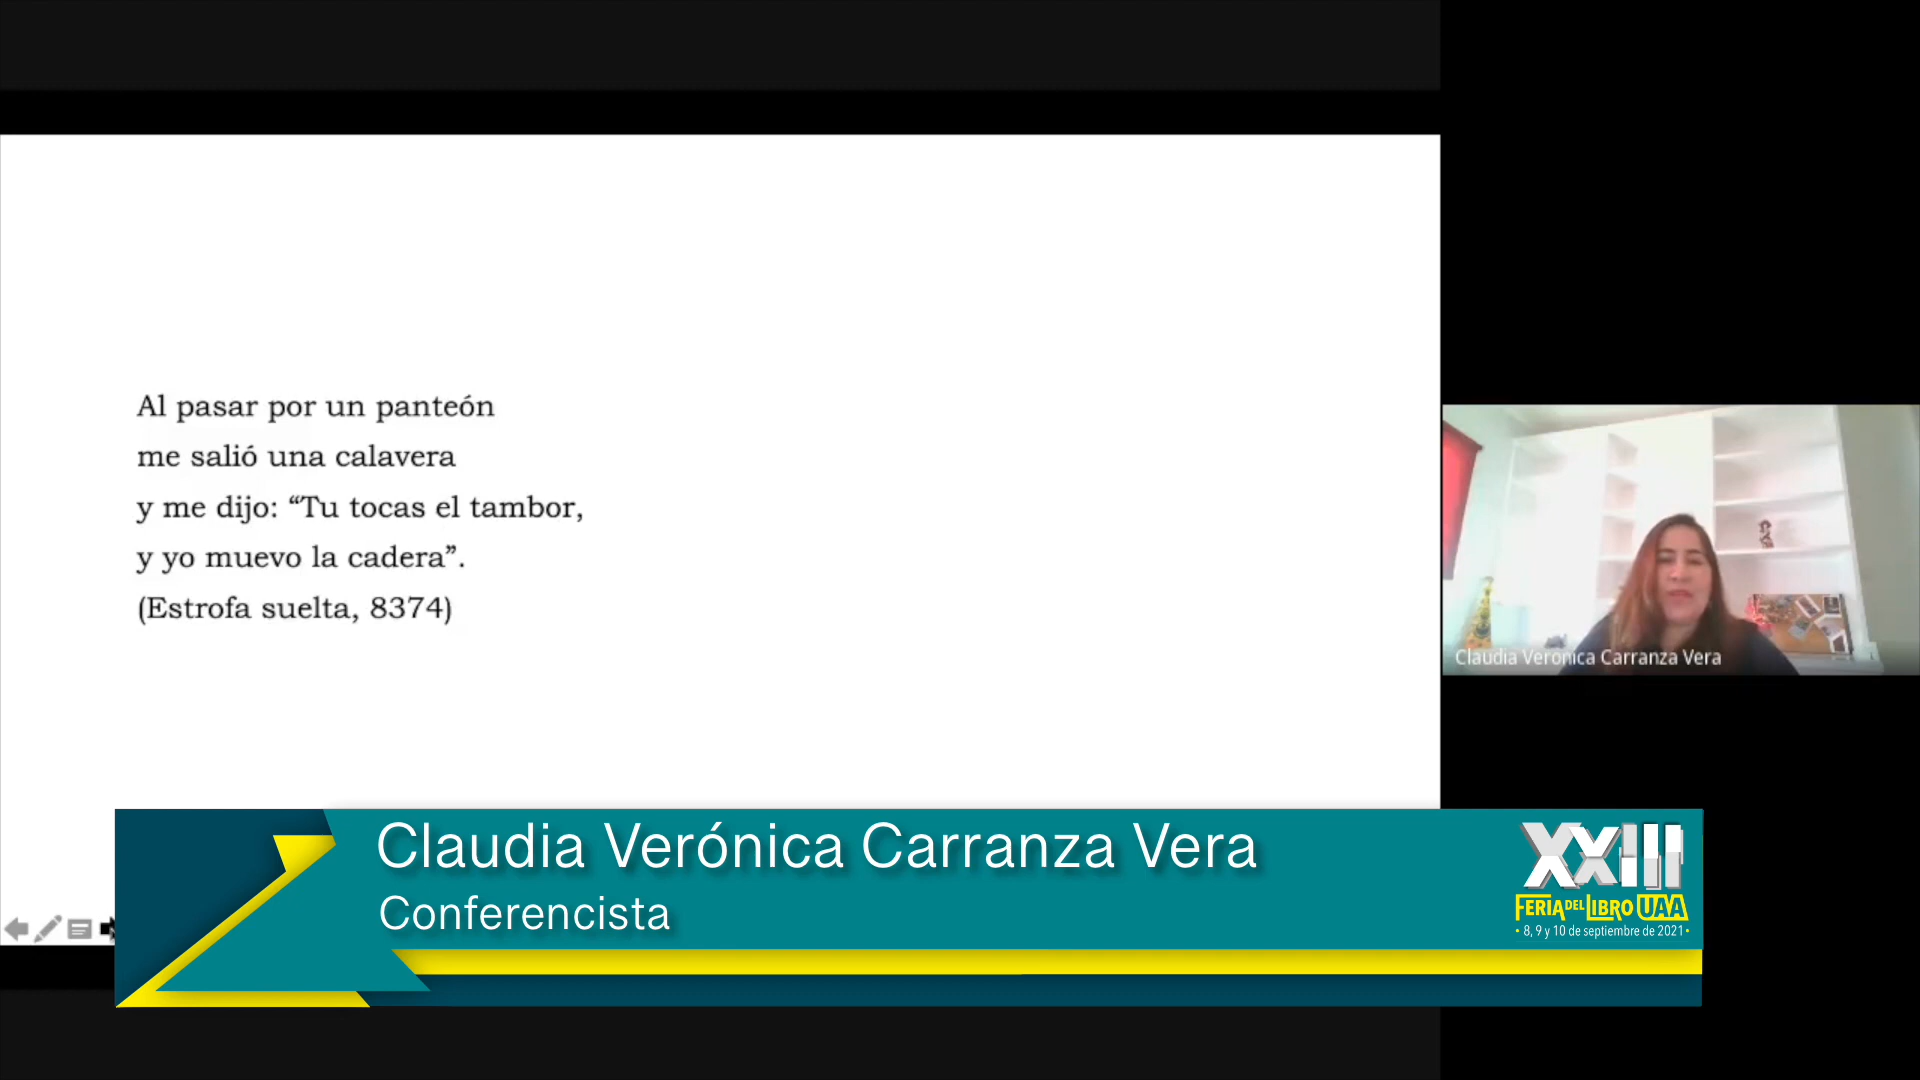 Al pasar por un panteón
me salió una calavera
y me dijo: “Tu tocas el tambor,
y yo muevo la cadera”.
(Estrofa suelta, 8374)
Claudia Verónica Carranza Vera
Claudia Verónica Carranza Vera
Conferencista
XXIII
FERIA DEL LIBRO UAA
• 8, 9 y 10 de septiembre de 2021 •